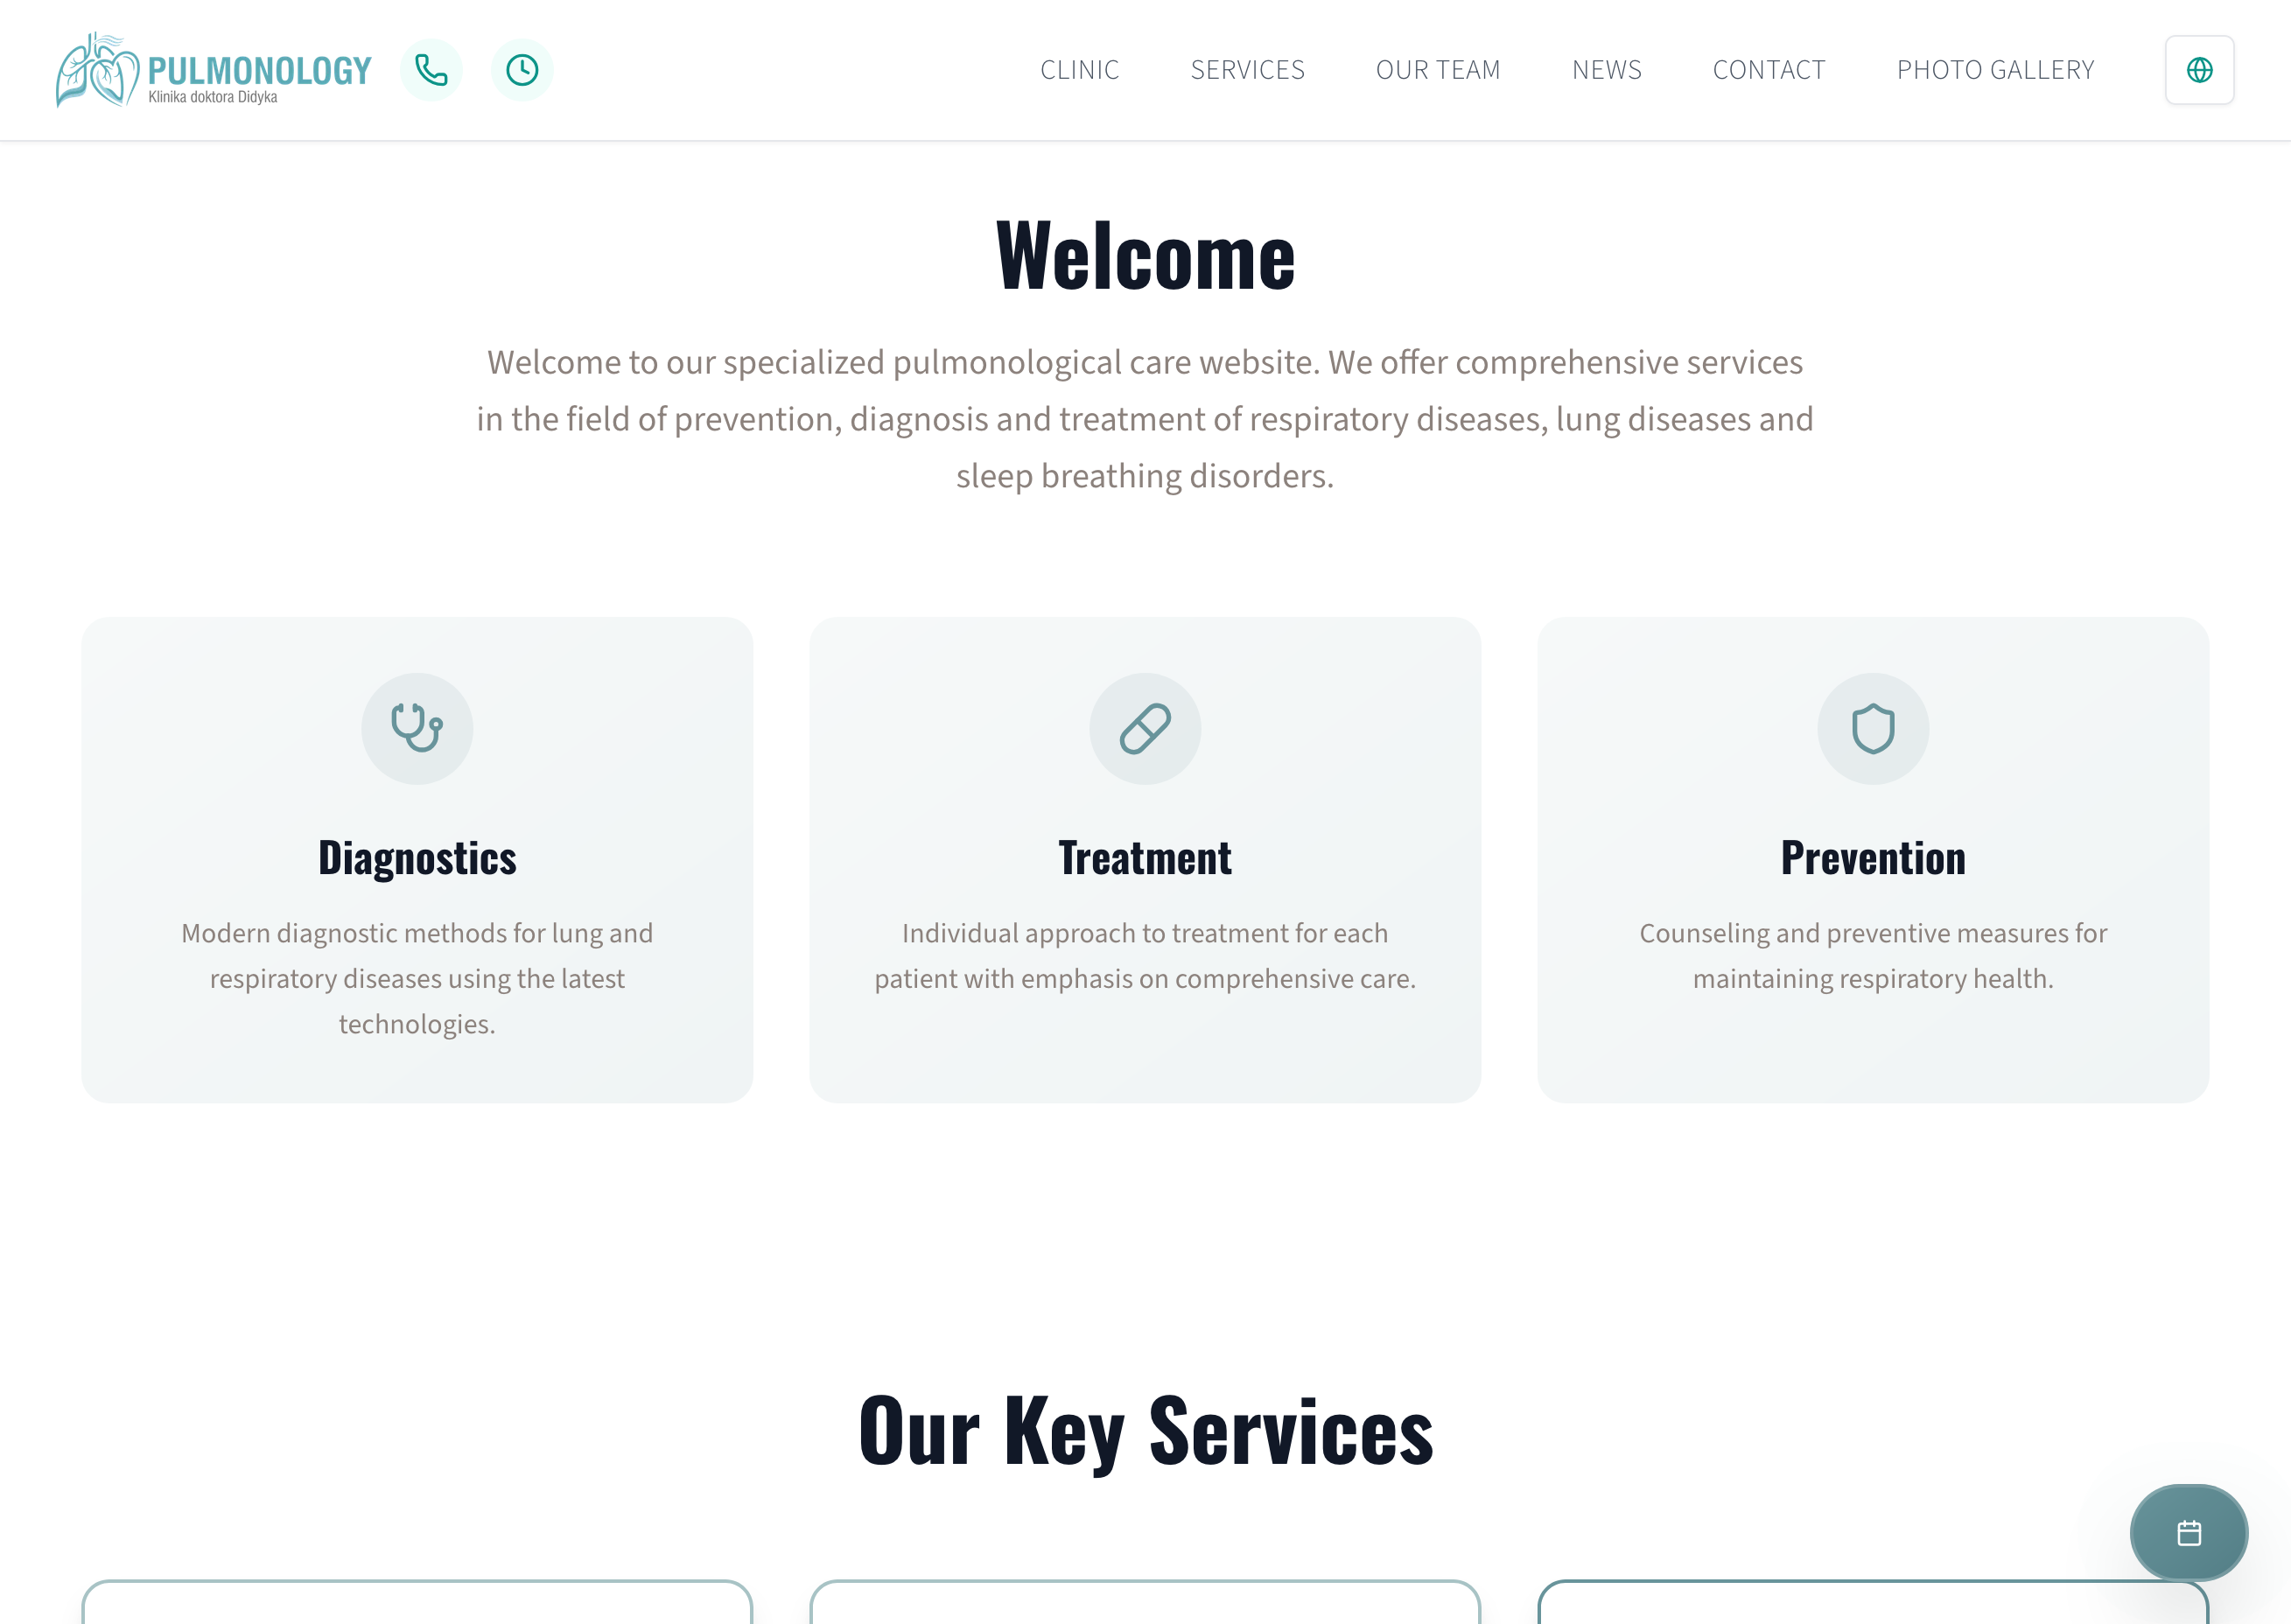 PULMONOLOGY
Klinika doktora Didyka
CLINIC
SERVICES
OUR TEAM
NEWS
CONTACT
PHOTO GALLERY
Welcome
Welcome to our specialized pulmonological care website. We offer comprehensive services
in the field of prevention, diagnosis and treatment of respiratory diseases, lung diseases and
sleep breathing disorders.
Diagnostics
Modern diagnostic methods for lung and
respiratory diseases using the latest
technologies.
Treatment
Individual approach to treatment for each
patient with emphasis on comprehensive care.
Prevention
Counseling and preventive measures for
maintaining respiratory health.
Our Key Services